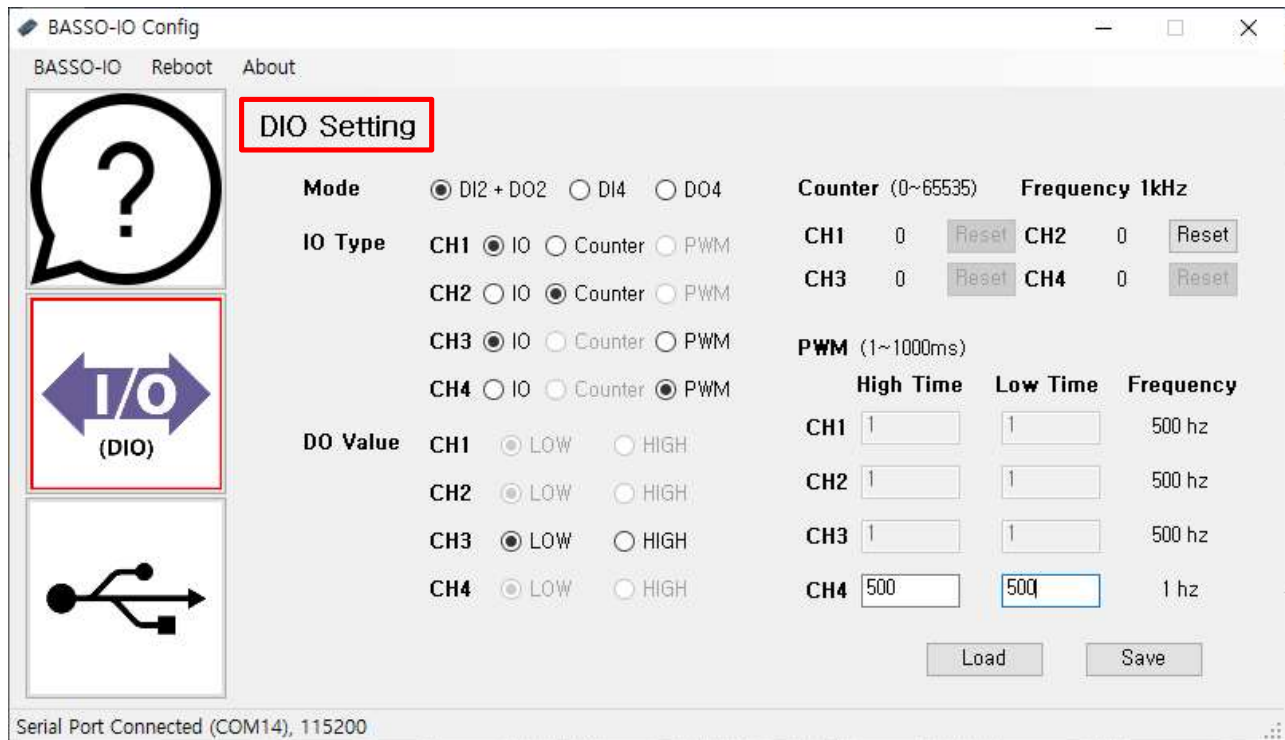 BASSO-IO Config
BASSO-IO Reboot About
?
DIO Setting
Mode DI2 + DO2 DI4 DO4
IO Type CH1 IO Counter PWM
CH2 IO Counter PWM
CH3 IO Counter PWM
CH4 IO Counter PWM
I/O
(DIO)
DO Value CH1 LOW HIGH
CH2 LOW HIGH
CH3 LOW HIGH
CH4 LOW HIGH
Counter (0~65535) Frequency 1kHz
CH1 0 Reset CH2 0 Reset
CH3 0 Reset CH4 0 Reset
PWM (1~1000ms)
High Time Low Time Frequency
CH1 1 1 500 hz
CH2 1 1 500 hz
CH3 1 1 500 hz
CH4 500 500 1 hz
Load Save
Serial Port Connected (COM14), 115200